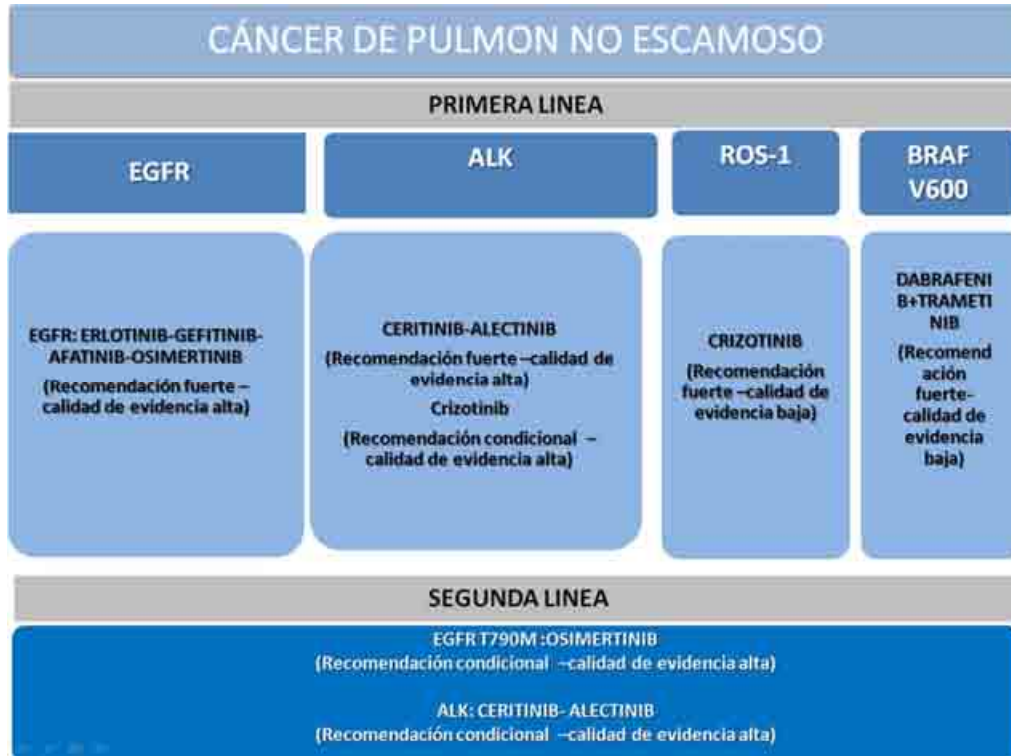 CÁNCER DE PULMON NO ESCAMOSO
PRIMERA LINEA
EGFR
ALK
ROS-1
BRAF
V600
EGFR: ERLOTINIB-GEFITINIB-
AFATINIB-OSIMERTINIB
(Recomendación fuerte –
calidad de evidencia alta)
CERITINIB-ALECTINIB
(Recomendación fuerte –calidad de
evidencia alta)
Crizotinib
(Recomendación condicional –
calidad de evidencia alta)
CRIZOTINIB
(Recomendación
fuerte –calidad de
evidencia baja)
DABRAFENI
B+TRAMETI
NIB
(Recomend
ación
fuerte-
calidad de
evidencia
baja)
SEGUNDA LINEA
EGFR T790M :OSIMERTINIB
(Recomendación condicional –calidad de evidencia alta)
ALK: CERITINIB- ALECTINIB
(Recomendación condicional –calidad de evidencia alta)